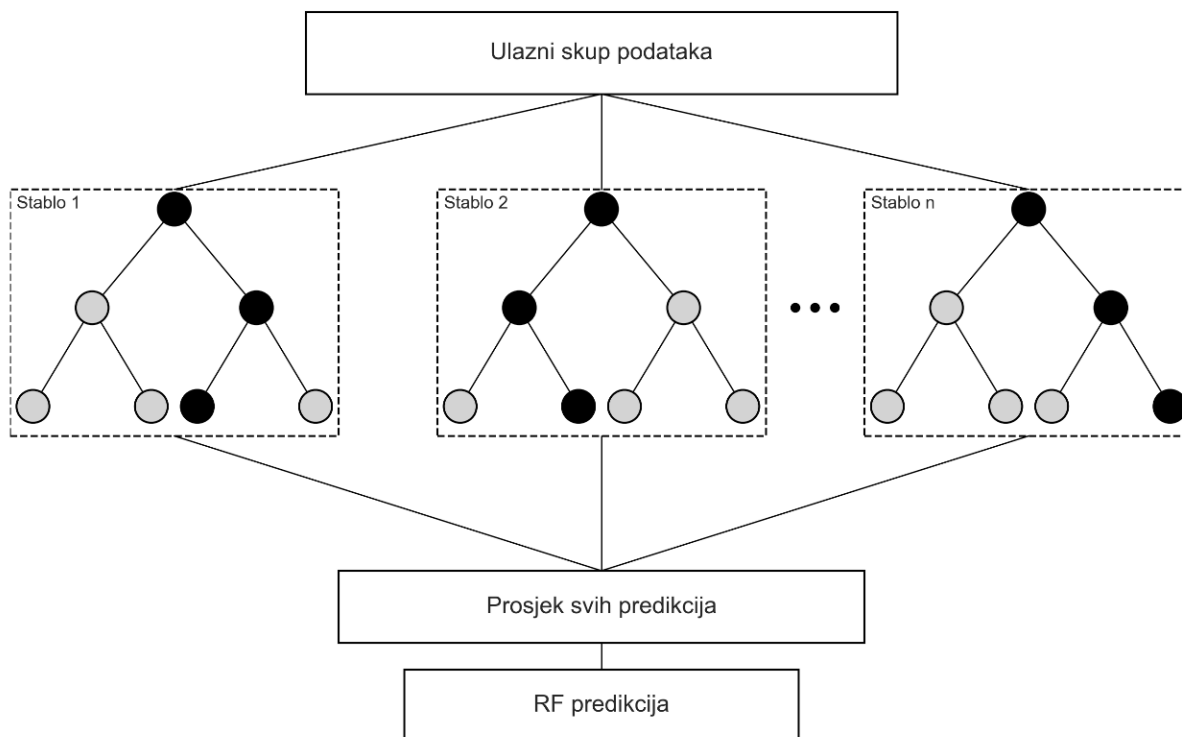 Ulazni skup podataka
Stablo 1
Stablo 2
Stablo n
Prosjek svih predikcija
RF predikcija